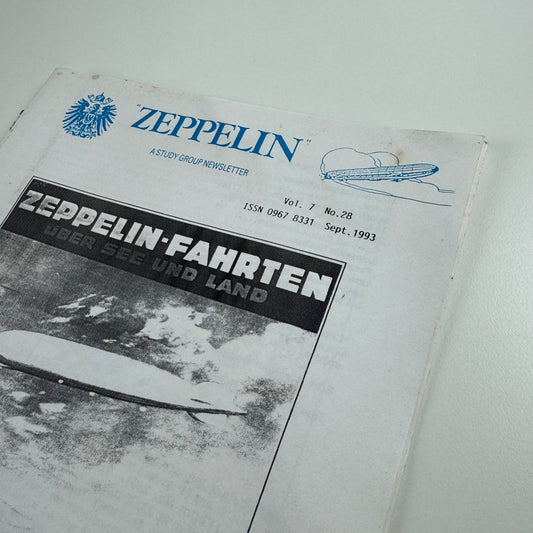 "ZEPPELIN"
A STUDY GROUP NEWSLETTER
Vol. 7 No.28
ISSN 0967 8331 Sept.1993
ZEPPELIN-FAHRTEN
ÜBER SEE UND LAND